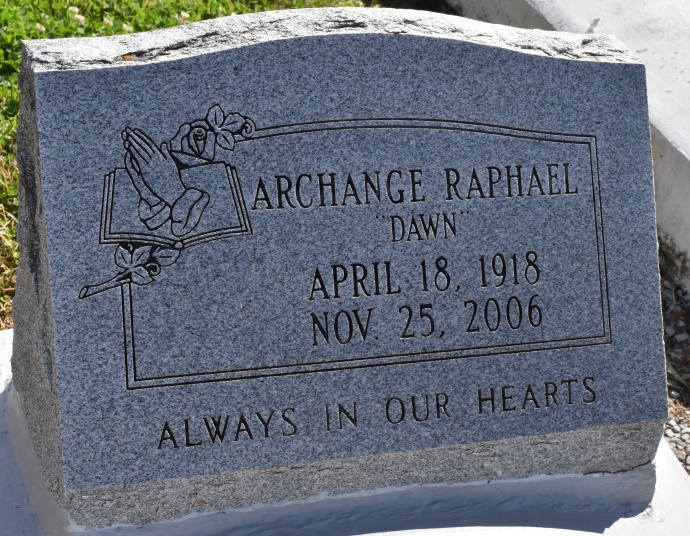 ARCHANGE RAPHAEL
"DAWN"
APRIL 18, 1918
NOV. 25, 2006
ALWAYS IN OUR HEARTS